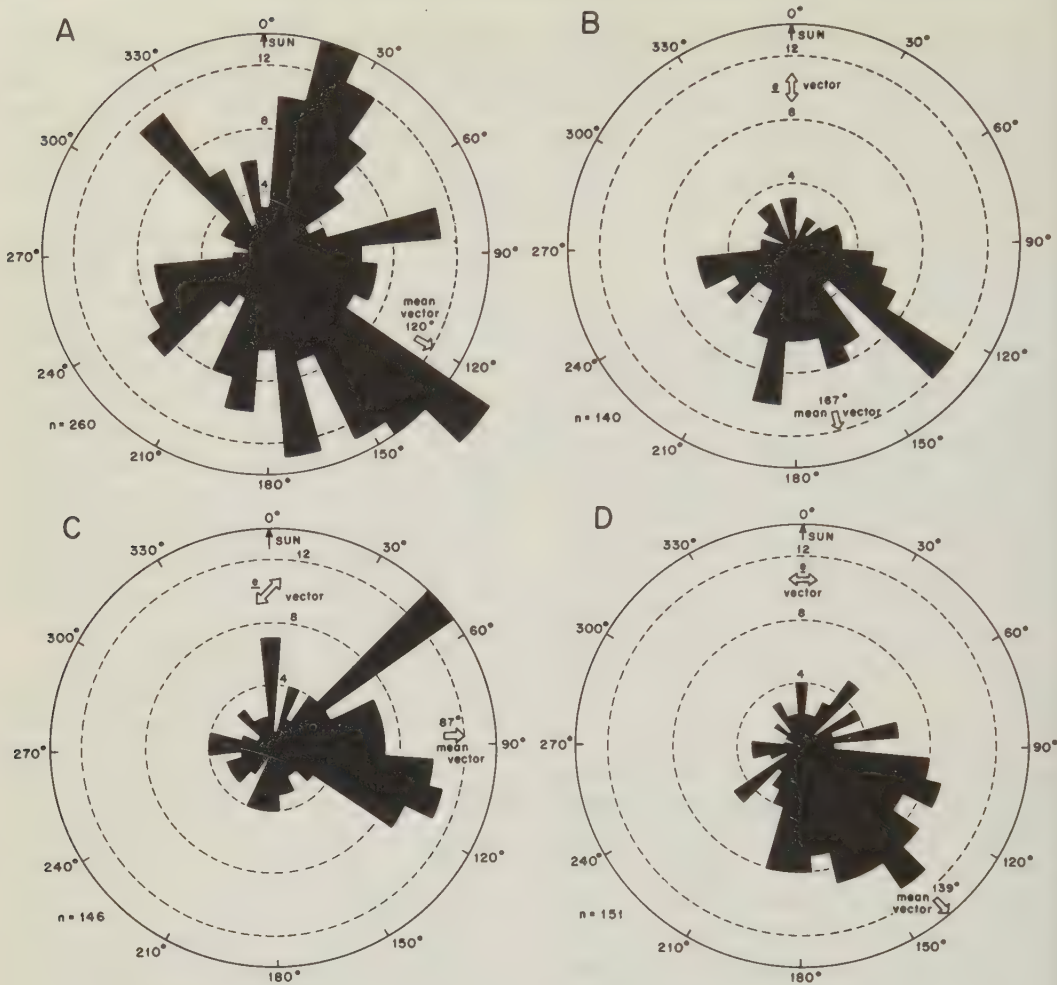 A
0°
SUN
30°
60°
90°
120°
150°
180°
210°
240°
270°
300°
330°
12
8
4
mean
vector
120°
n = 260
B
0°
SUN
30°
60°
90°
120°
150°
180°
210°
240°
270°
300°
330°
12
8
4
e vector
167°
mean vector
n = 140
C
0°
SUN
30°
60°
90°
120°
150°
180°
210°
240°
270°
300°
330°
12
8
4
e
vector
87°
mean
vector
n = 146
D
0°
SUN
30°
60°
90°
120°
150°
180°
210°
240°
270°
300°
330°
12
8
4
e
vector
139°
mean
vector
n = 151